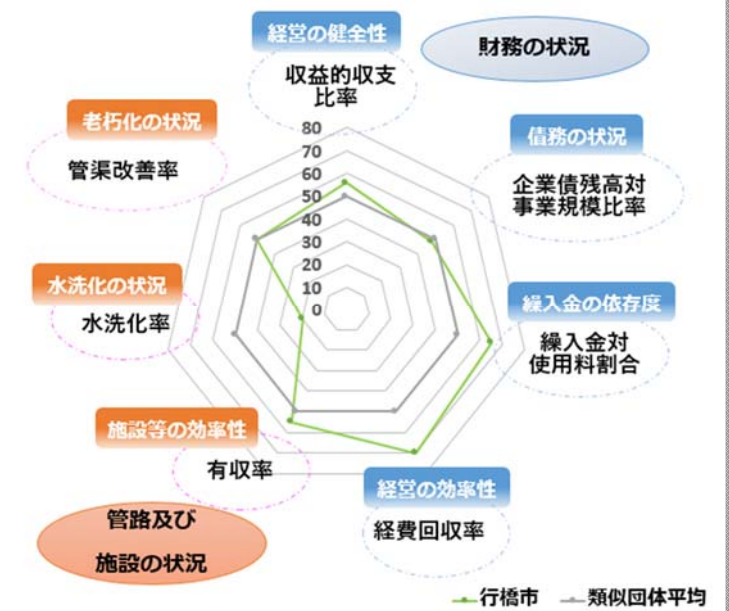 経営の健全性
財務の状況
収益的収支
比率
老朽化の状況
管渠改善率
債務の状況
企業債残高対
事業規模比率
80
70
60
50
40
30
20
10
0
水洗化の状況
水洗化率
繰入金の依存度
繰入金対
使用料割合
施設等の効率性
有収率
経営の効率性
経費回収率
管路及び
施設の状況
行橋市
類似団体平均